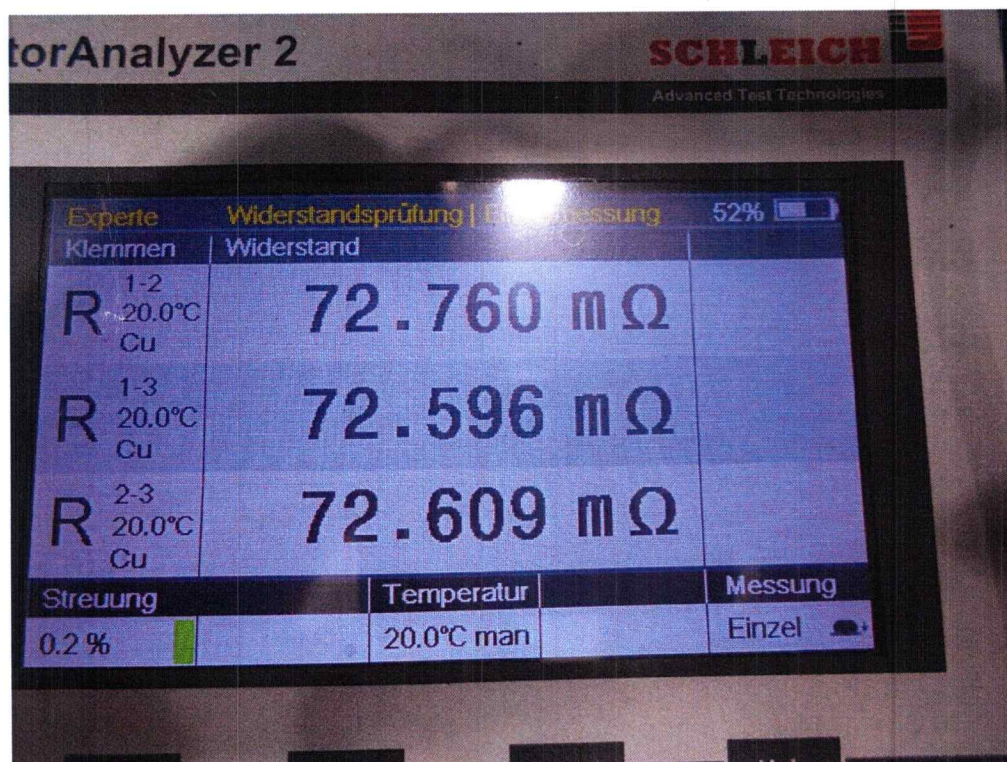 torAnalyzer 2
SCHLEICH
Advanced Test Technologies
Experte Widerstandsprüfung | 52%
Klemmen Widerstand
R 1-2 20.0°C Cu 72.760 mΩ
R 1-3 20.0°C Cu 72.596 mΩ
R 2-3 20.0°C Cu 72.609 mΩ
Streuung Temperatur Messung
0.2 % 20.0°C man Einzel